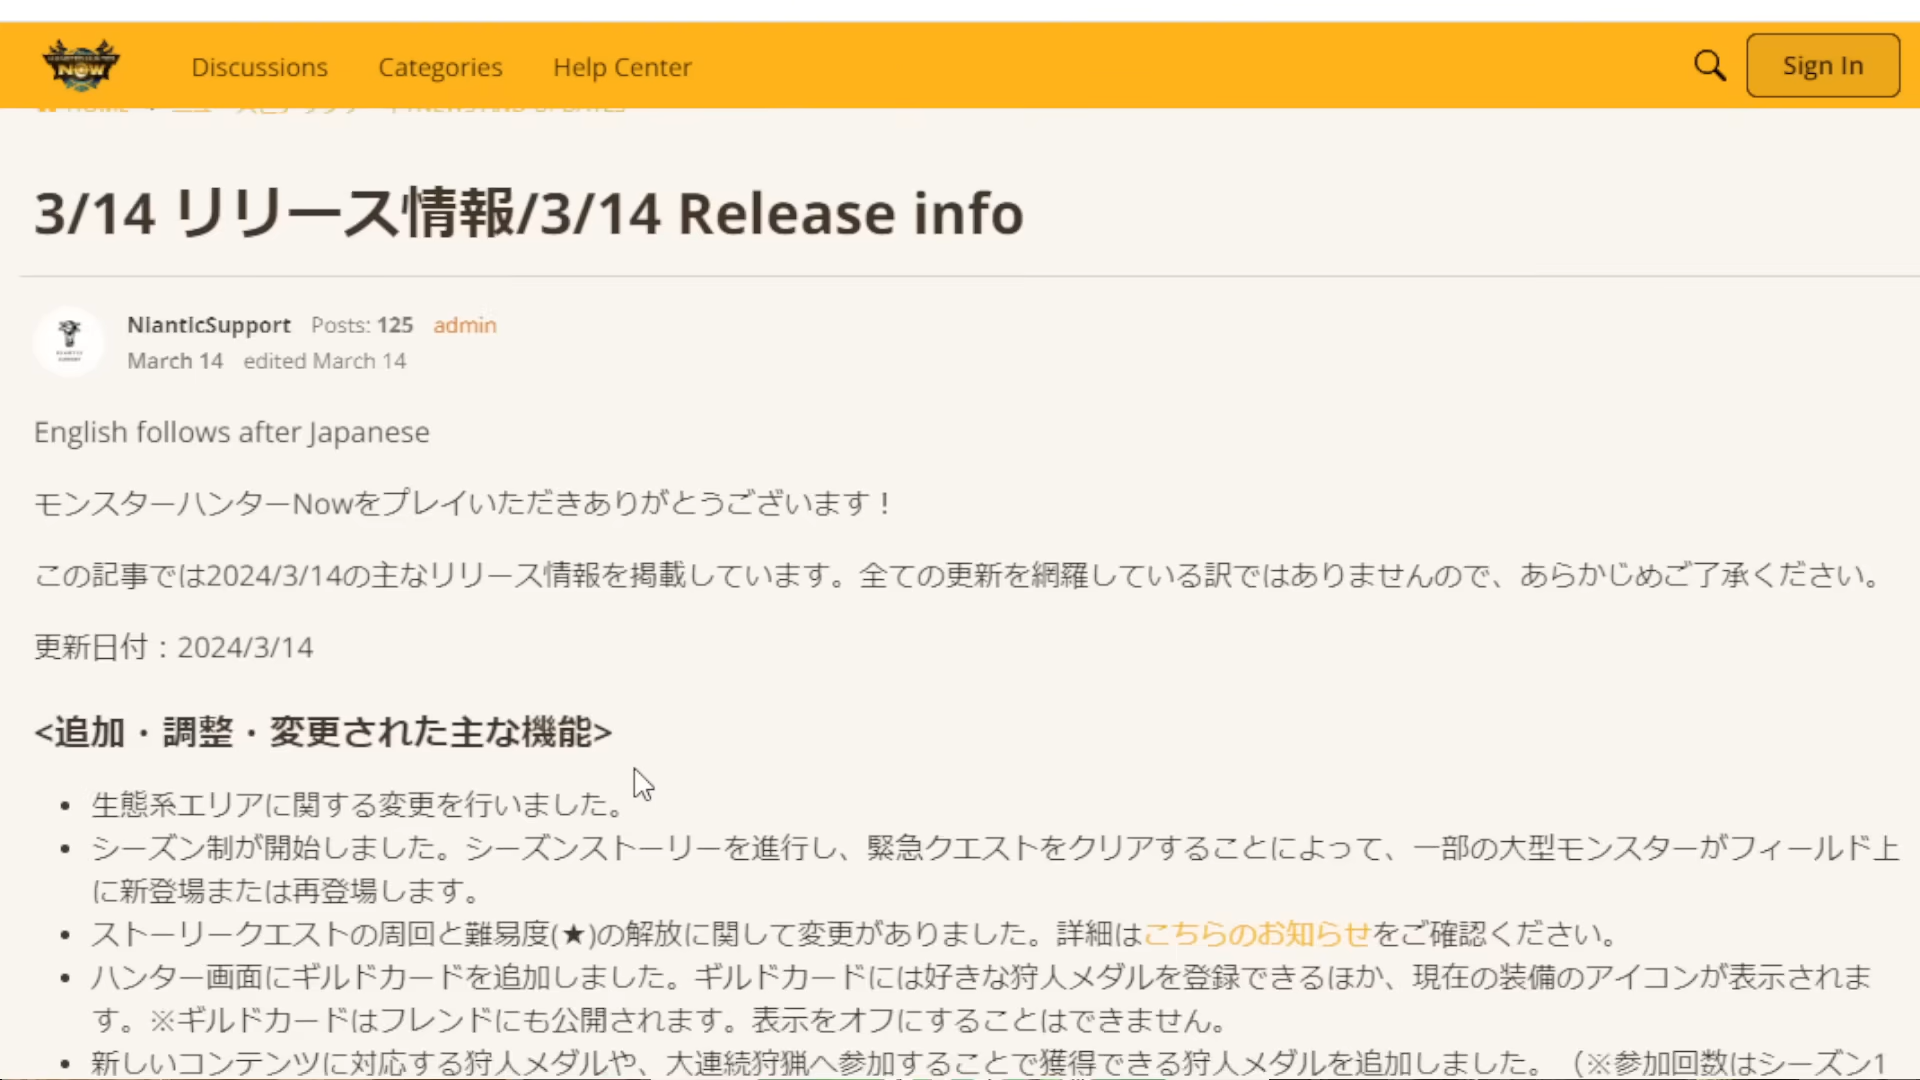 NOW
Discussions
Categories
Help Center
Sign In
3/14 リリース情報/3/14 Release info
NianticSupport Posts: 125 admin
March 14 edited March 14
English follows after Japanese
モンスターハンターNowをプレイいただきありがとうございます！
この記事では2024/3/14の主なリリース情報を掲載しています。全ての更新を網羅している訳ではありませんので、あらかじめご了承ください。
更新日付：2024/3/14
<追加・調整・変更された主な機能>
• 生態系エリアに関する変更を行いました。
• シーズン制が開始しました。シーズンストーリーを進行し、緊急クエストをクリアすることによって、一部の大型モンスターがフィールド上
に新登場または再登場します。
• ストーリークエストの周回と難易度(★)の解放に関して変更がありました。詳細はこちらのお知らせをご確認ください。
• ハンター画面にギルドカードを追加しました。ギルドカードには好きな狩人メダルを登録できるほか、現在の装備のアイコンが表示されま
す。※ギルドカードはフレンドにも公開されます。表示をオフにすることはできません。
• 新しいコンテンツに対応する狩人メダルや、大連続狩猟へ参加することで獲得できる狩人メダルを追加しました。（※参加回数はシーズン1